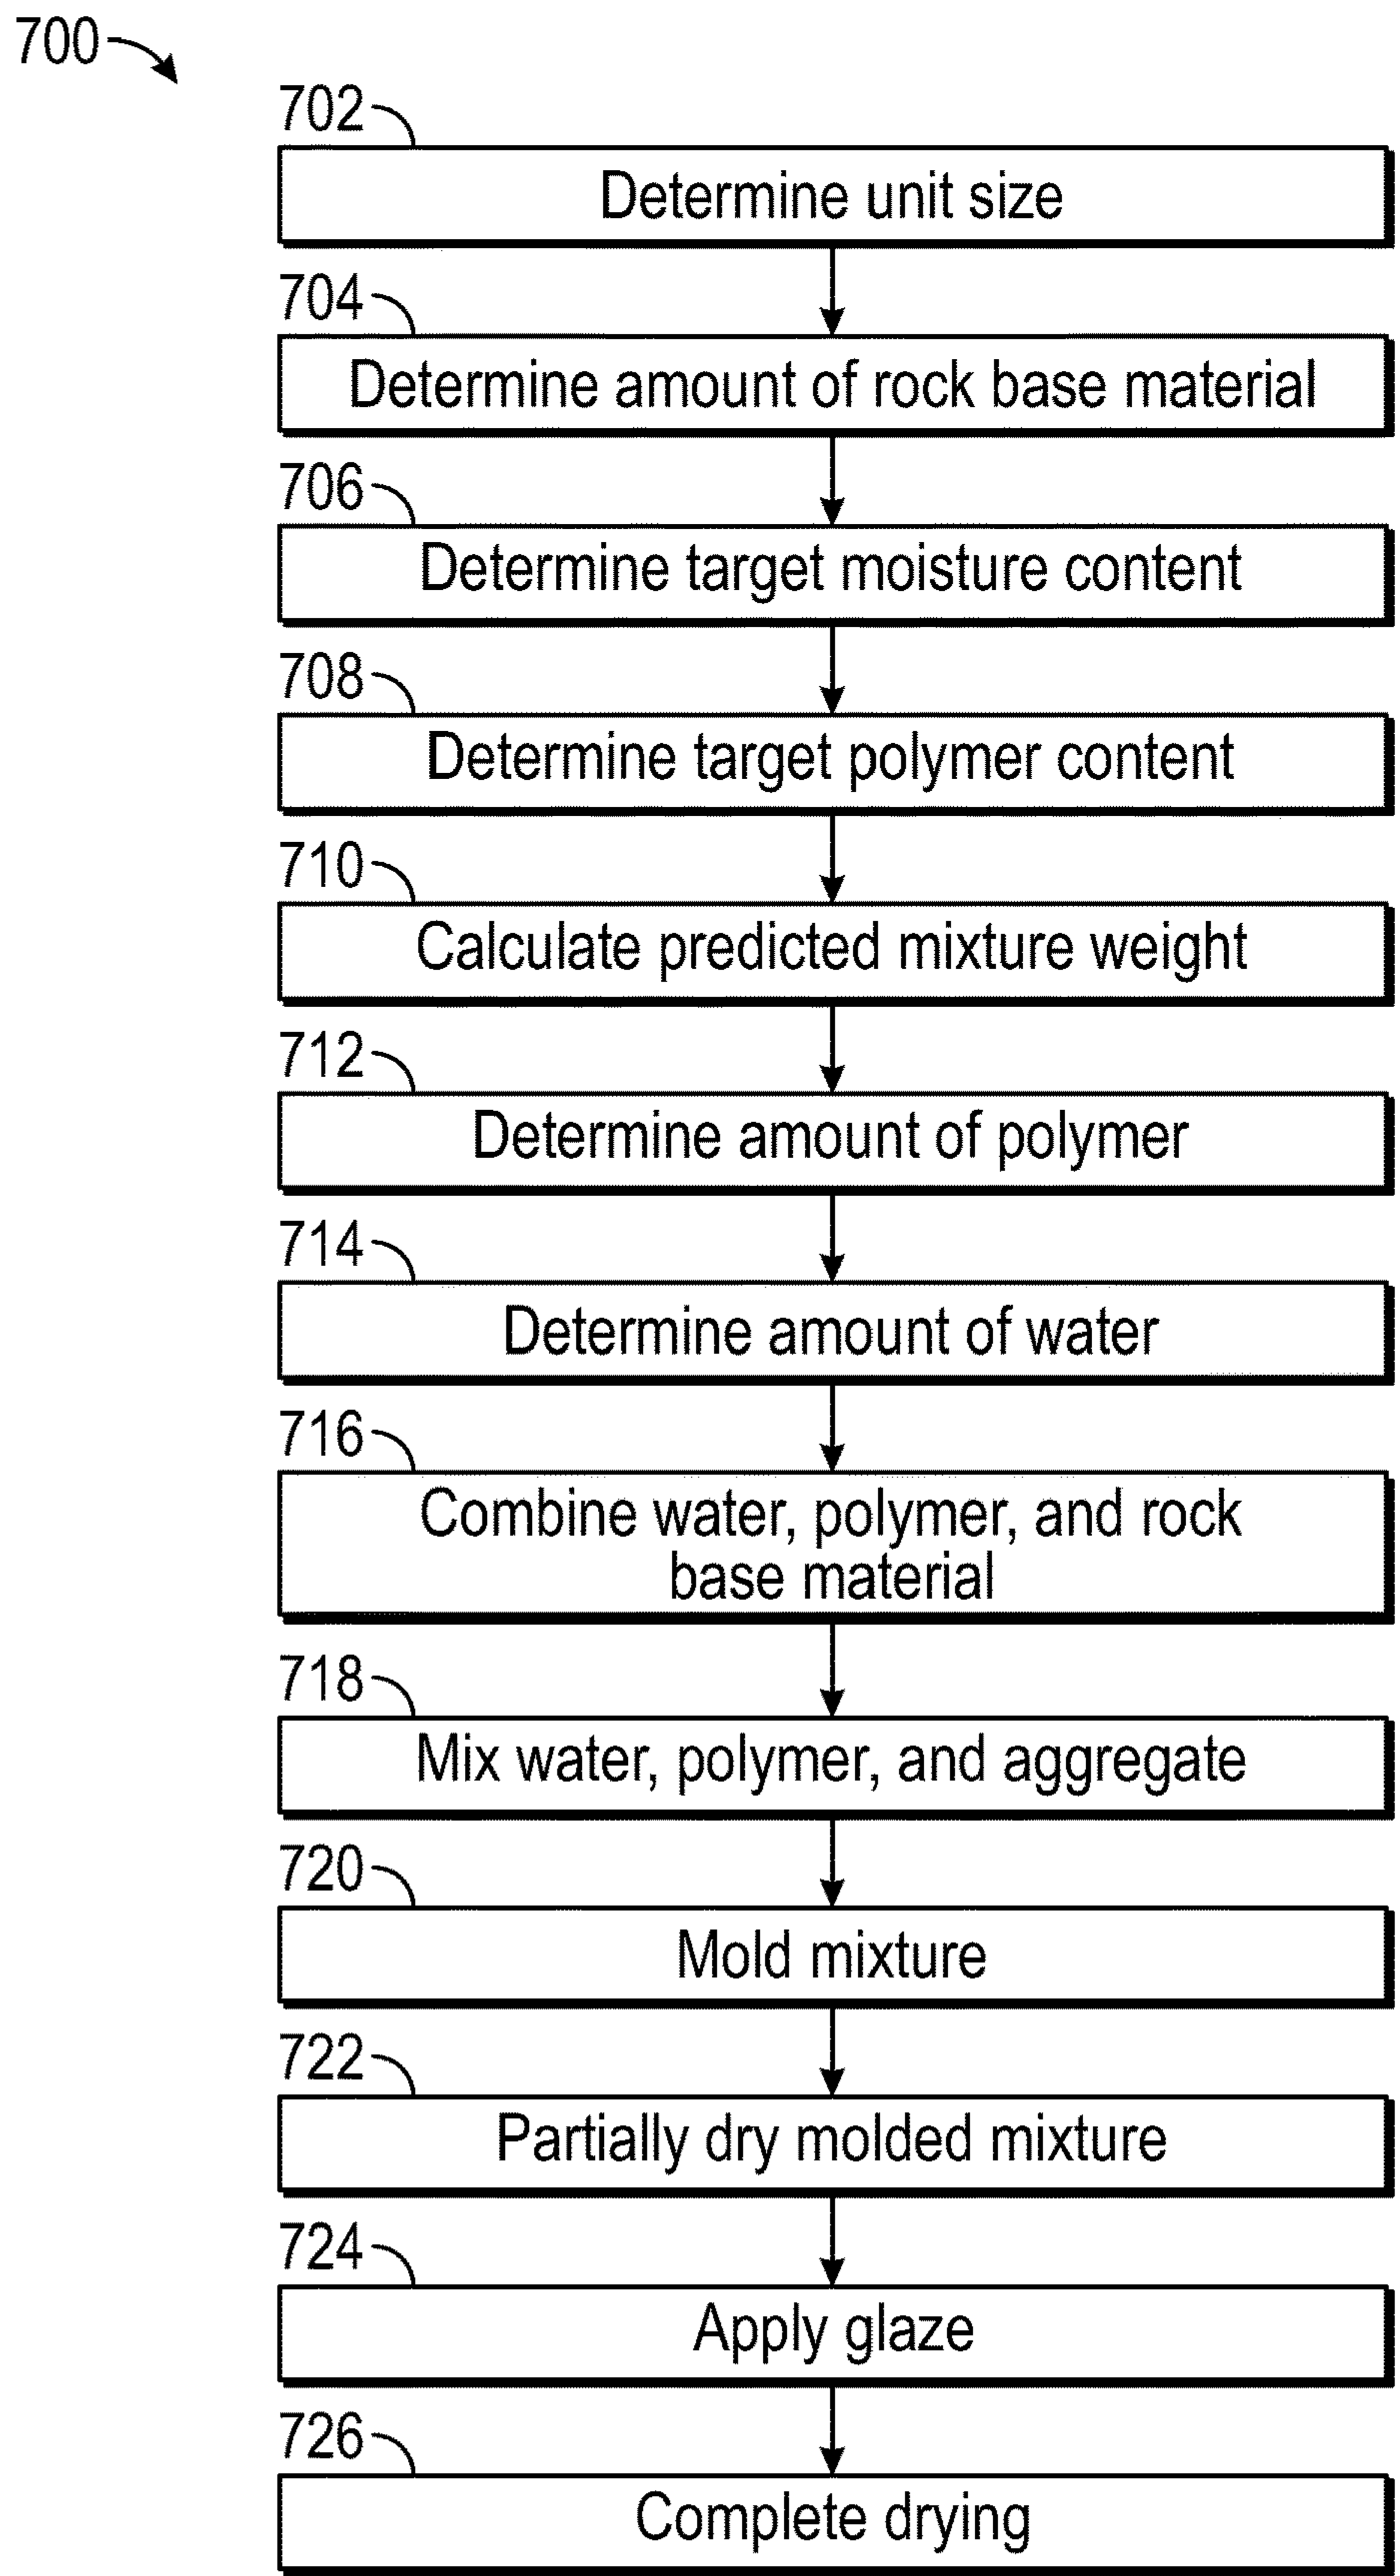 700
702
Determine unit size
704
Determine amount of rock base material
706
Determine target moisture content
708
Determine target polymer content
710
Calculate predicted mixture weight
712
Determine amount of polymer
714
Determine amount of water
716
Combine water, polymer, and rock
base material
718
Mix water, polymer, and aggregate
720
Mold mixture
722
Partially dry molded mixture
724
Apply glaze
726
Complete drying